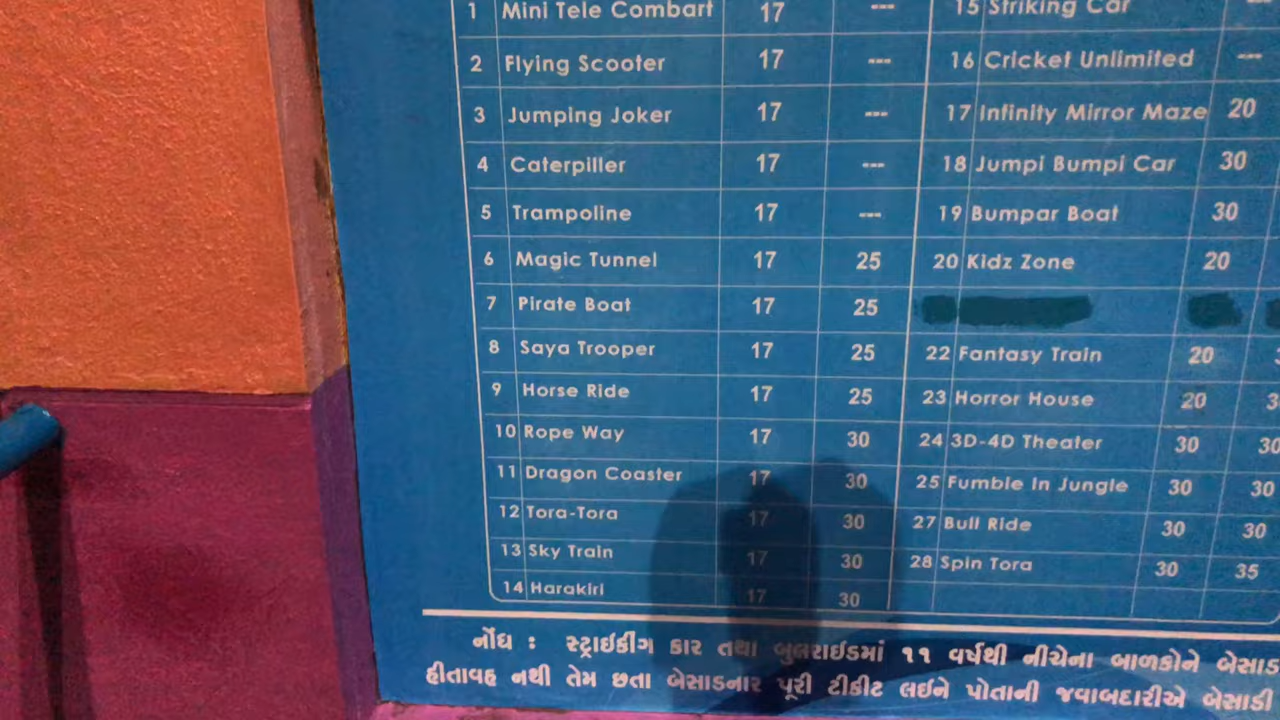 1 Mini Tele Combart 17 --- 15 Striking Car
2 Flying Scooter 17 --- 16 Cricket Unlimited ---
3 Jumping Joker 17 --- 17 Infinity Mirror Maze 20
4 Caterpiller 17 --- 18 Jumpi Bumpi Car 30
5 Trampoline 17 --- 19 Bumpar Boat 30
6 Magic Tunnel 17 25 20 Kidz Zone 20
7 Pirate Boat 17 25
8 Saya Trooper 17 25 22 Fantasy Train 20
9 Horse Ride 17 25 23 Horror House 20
10 Rope Way 17 30 24 3D-4D Theater 30 30
11 Dragon Coaster 17 30 25 Fumble In Jungle 30 30
12 Tora-Tora 17 30 27 Bull Ride 30 30
13 Sky Train 17 30 28 Spin Tora 30 35
14 Harakiri 17 30
નોંધ : સ્ટ્રાઈકીંગ કાર તથા બુલરાઈડમાં ૧૧ વર્ષથી નીચેના બાળકોને બેસાડ
હીતાવહ નથી તેમ છતા બેસાડનાર પૂરી ટીકીટ લઈને પોતાની જવાબદારીએ બેસાડી